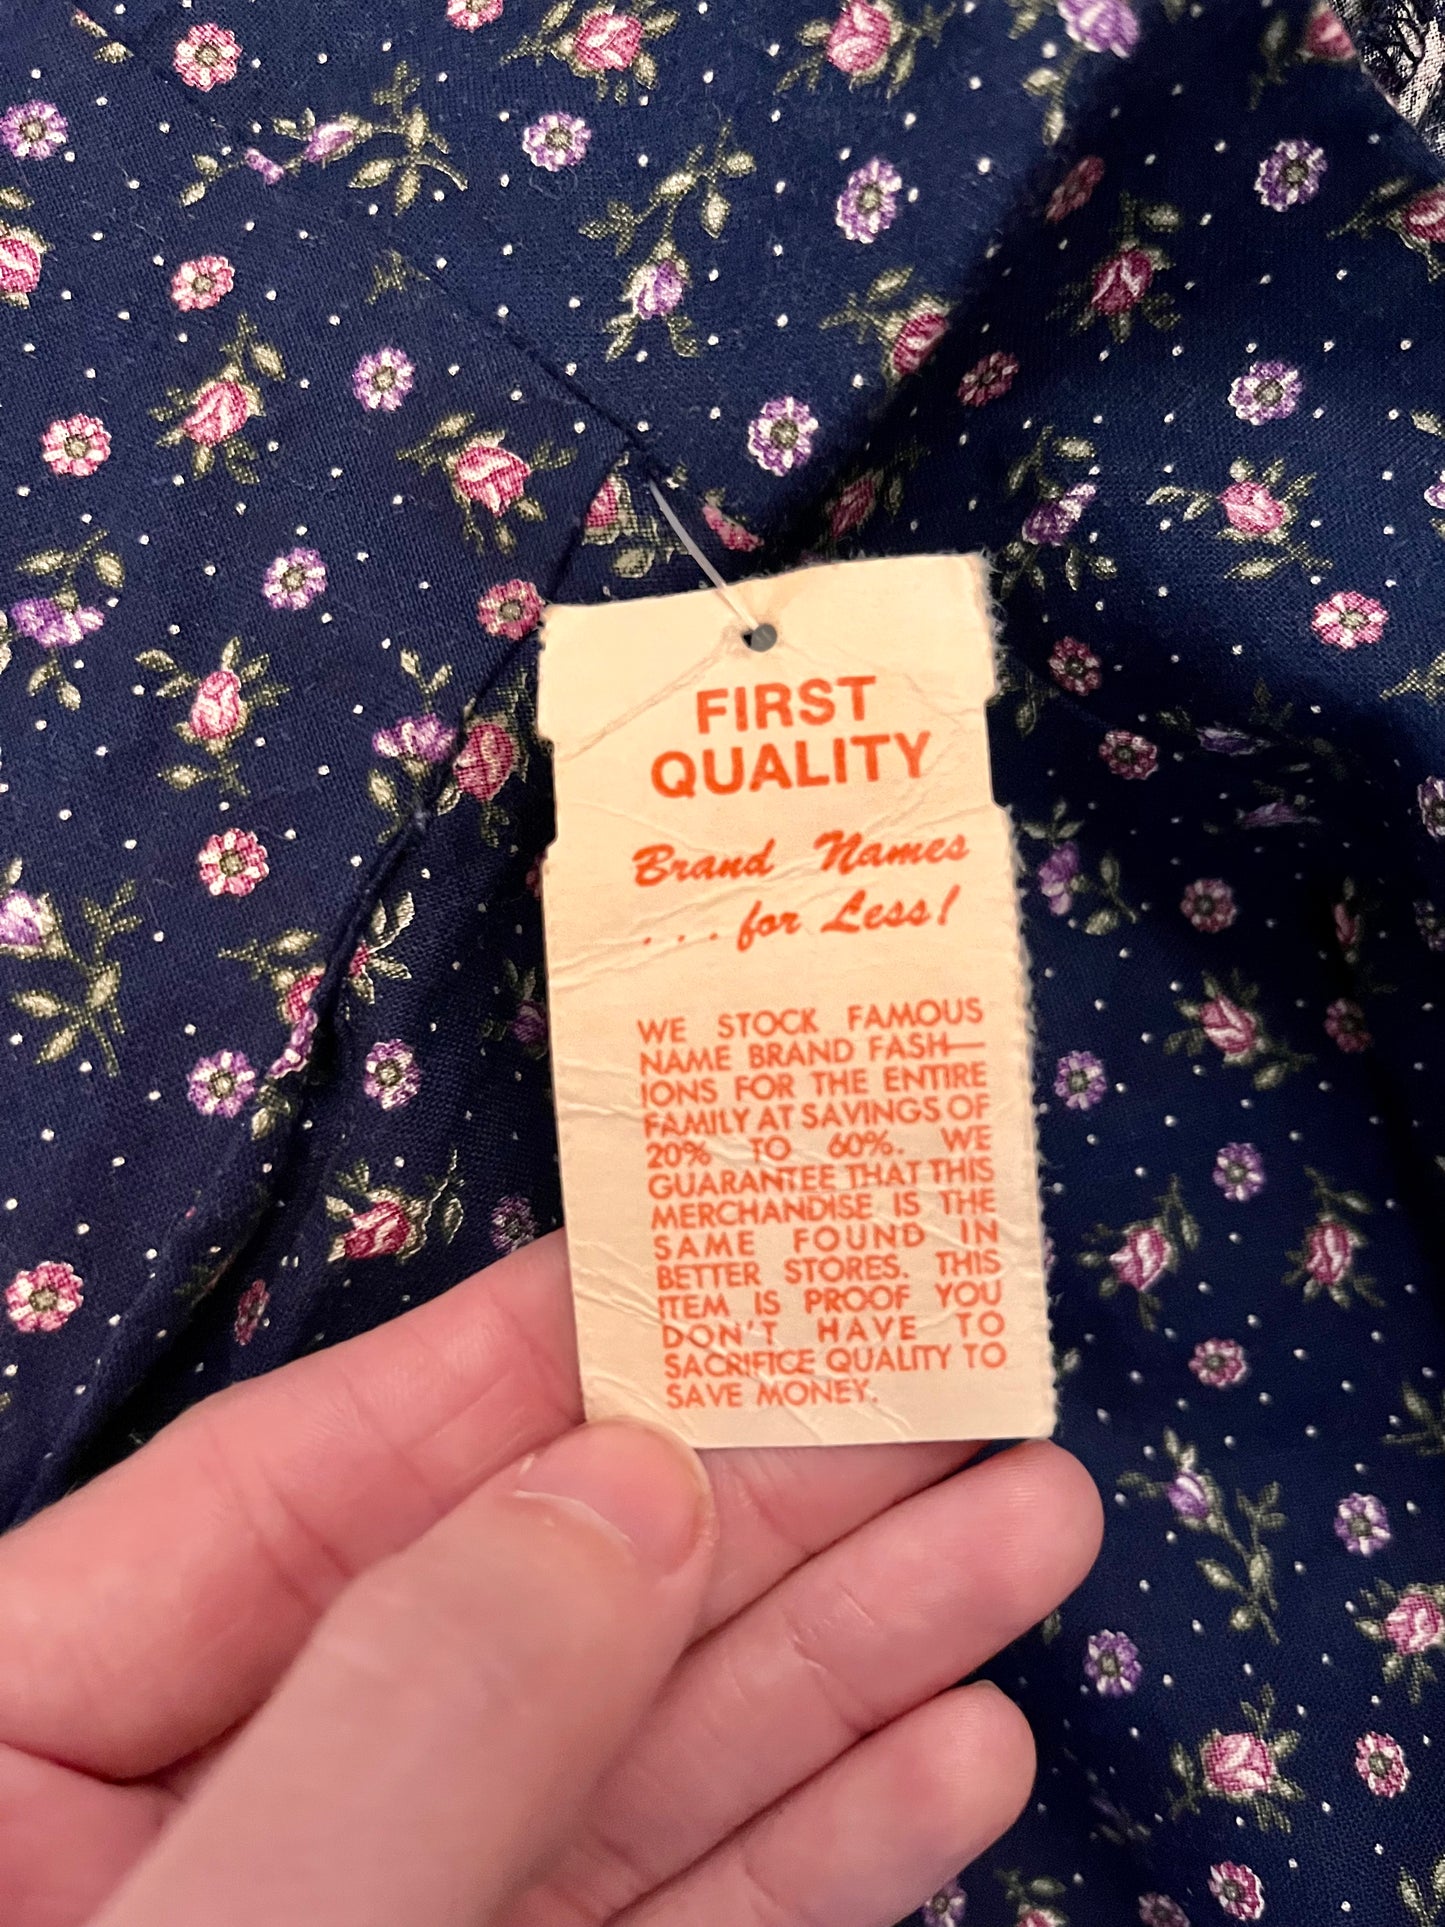 FIRST
QUALITY
Brand Names
... for Less!
WE STOCK FAMOUS
NAME BRAND FASH—
IONS FOR THE ENTIRE
FAMILY AT SAVINGS OF
20% TO 60%. WE
GUARANTEE THAT THIS
MERCHANDISE IS THE
SAME FOUND IN
BETTER STORES. THIS
ITEM IS PROOF YOU
DON'T HAVE TO
SACRIFICE QUALITY TO
SAVE MONEY.